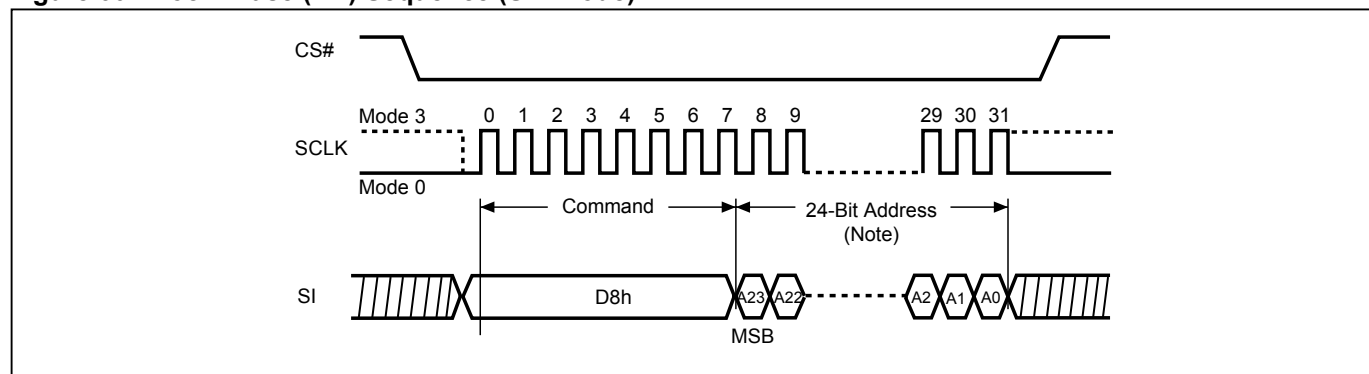 CS#
Mode 3
0 1 2 3 4 5 6 7 8 9 29 30 31
SCLK
Mode 0
Command
24-Bit Address
(Note)
SI
D8h
A23 A22
A2 A1 A0
MSB